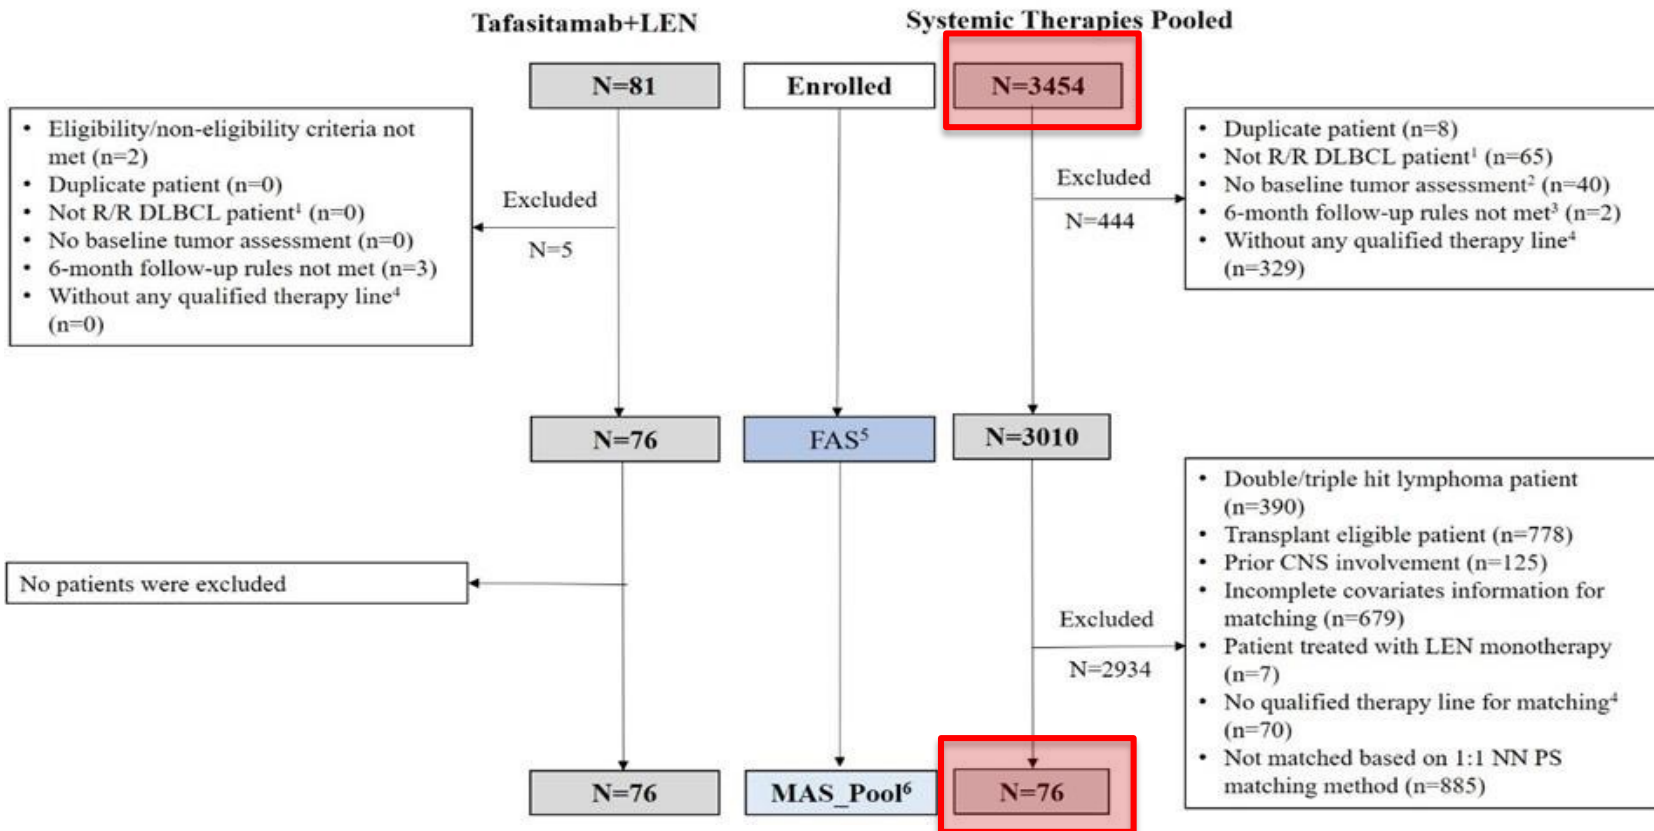 Tafasitamab+LEN
Systemic Therapies Pooled
N=81
Enrolled
N=3454
• Eligibility/non-eligibility criteria not
met (n=2)
• Duplicate patient (n=0)
• Not R/R DLBCL patient¹ (n=0)
• No baseline tumor assessment (n=0)
• 6-month follow-up rules not met (n=3)
• Without any qualified therapy line⁴
(n=0)
Excluded
N=5
Excluded
N=444
• Duplicate patient (n=8)
• Not R/R DLBCL patient¹ (n=65)
• No baseline tumor assessment² (n=40)
• 6-month follow-up rules not met³ (n=2)
• Without any qualified therapy line⁴
(n=329)
N=76
FAS⁵
N=3010
No patients were excluded
Excluded
N=2934
• Double/triple hit lymphoma patient
(n=390)
• Transplant eligible patient (n=778)
• Prior CNS involvement (n=125)
• Incomplete covariates information for
matching (n=679)
• Patient treated with LEN monotherapy
(n=7)
• No qualified therapy line for matching⁴
(n=70)
• Not matched based on 1:1 NN PS
matching method (n=885)
N=76
MAS_Pool⁶
N=76